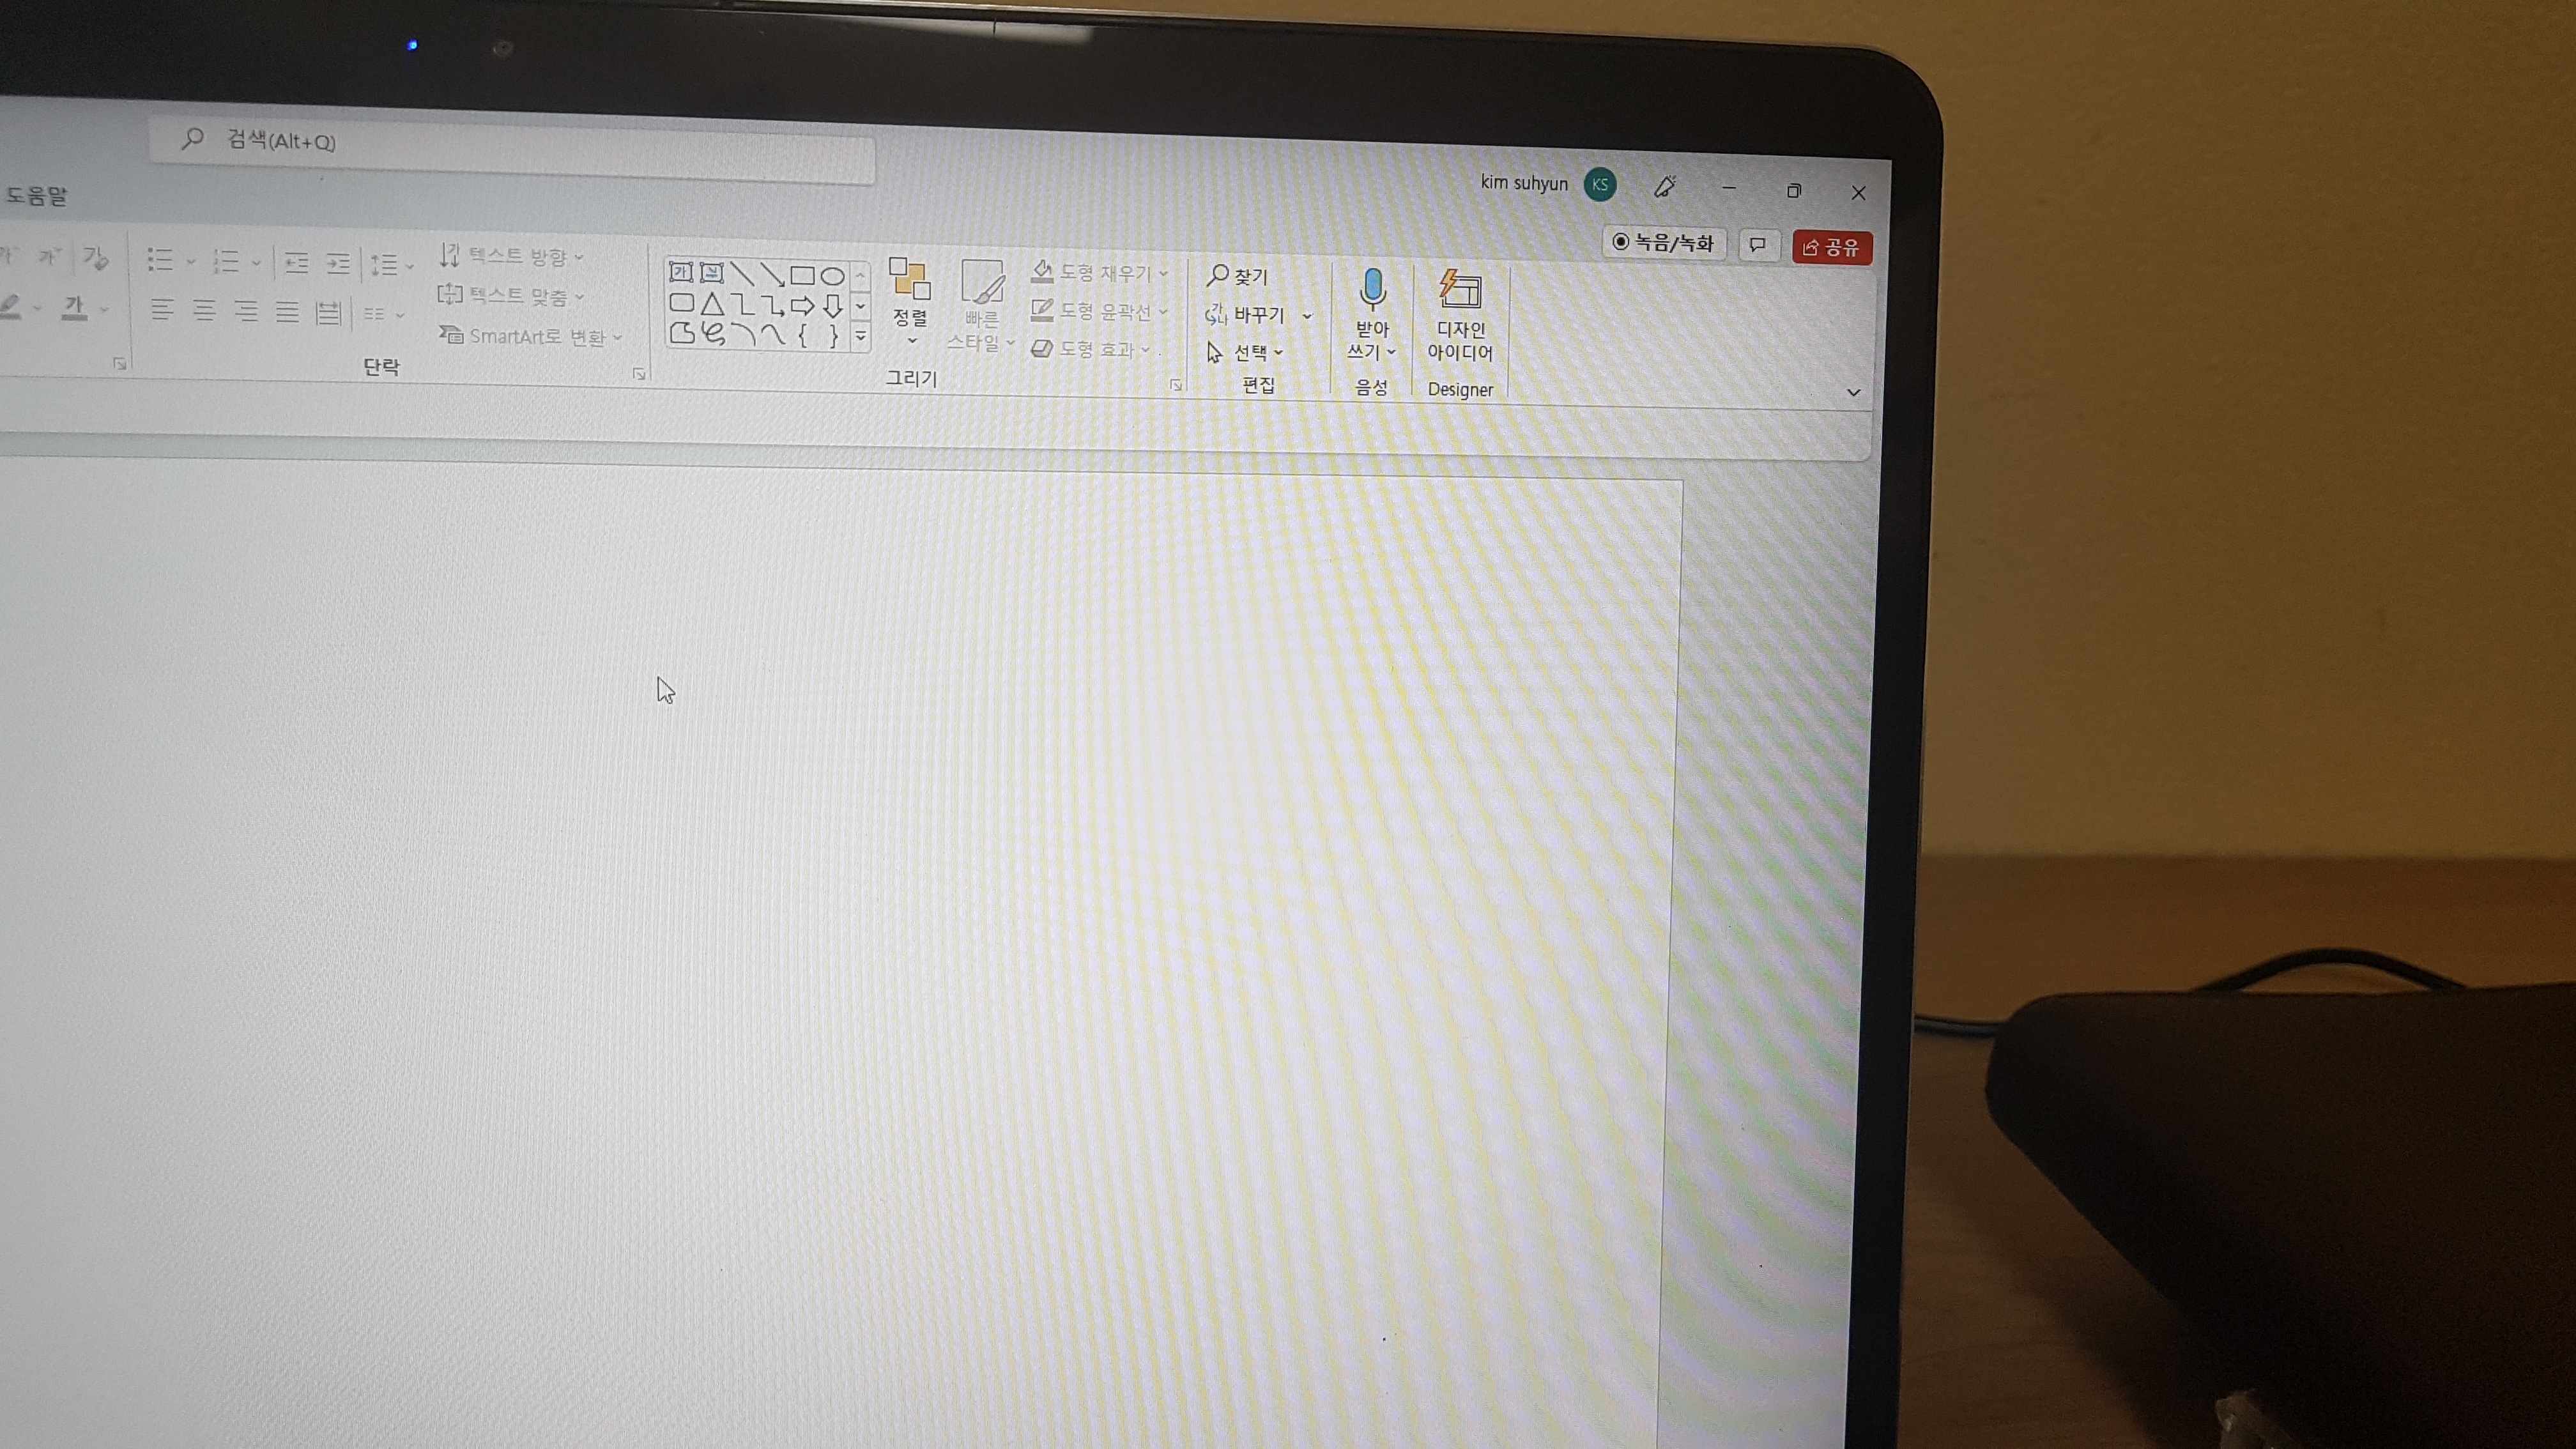 검색(Alt+Q)
kim suhyun KS
도움말
녹음/녹화
공유
가 가 가
텍스트 방향
가
텍스트 맞춤
SmartArt로 변환
단락
정렬
빠른
스타일
도형 채우기
도형 윤곽선
도형 효과
그리기
찾기
바꾸기
선택
편집
받아
쓰기
음성
디자인
아이디어
Designer